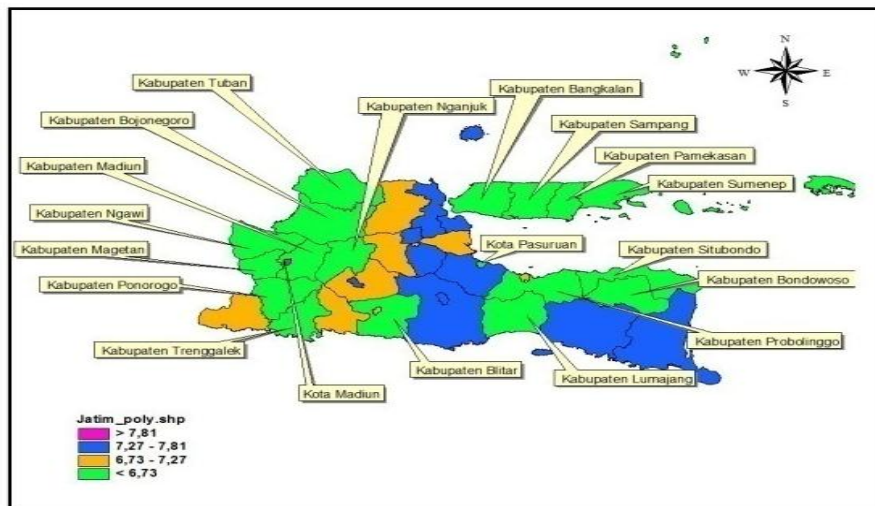 N
W E
S
Kabupaten Tuban
Kabupaten Bangkalan
Kabupaten Nganjuk
Kabupaten Bojonegoro
Kabupaten Sampang
Kabupaten Pamekasan
Kabupaten Madiun
Kabupaten Sumenep
Kabupaten Ngawi
Kota Pasuruan
Kabupaten Situbondo
Kabupaten Magetan
Kabupaten Bondowoso
Kabupaten Ponorogo
Kabupaten Probolinggo
Kabupaten Trenggalek
Kabupaten Blitar
Kabupaten Lumajang
Kota Madiun
Jatim_poly.shp
> 7,81
7,27 - 7,81
6,73 - 7,27
< 6,73